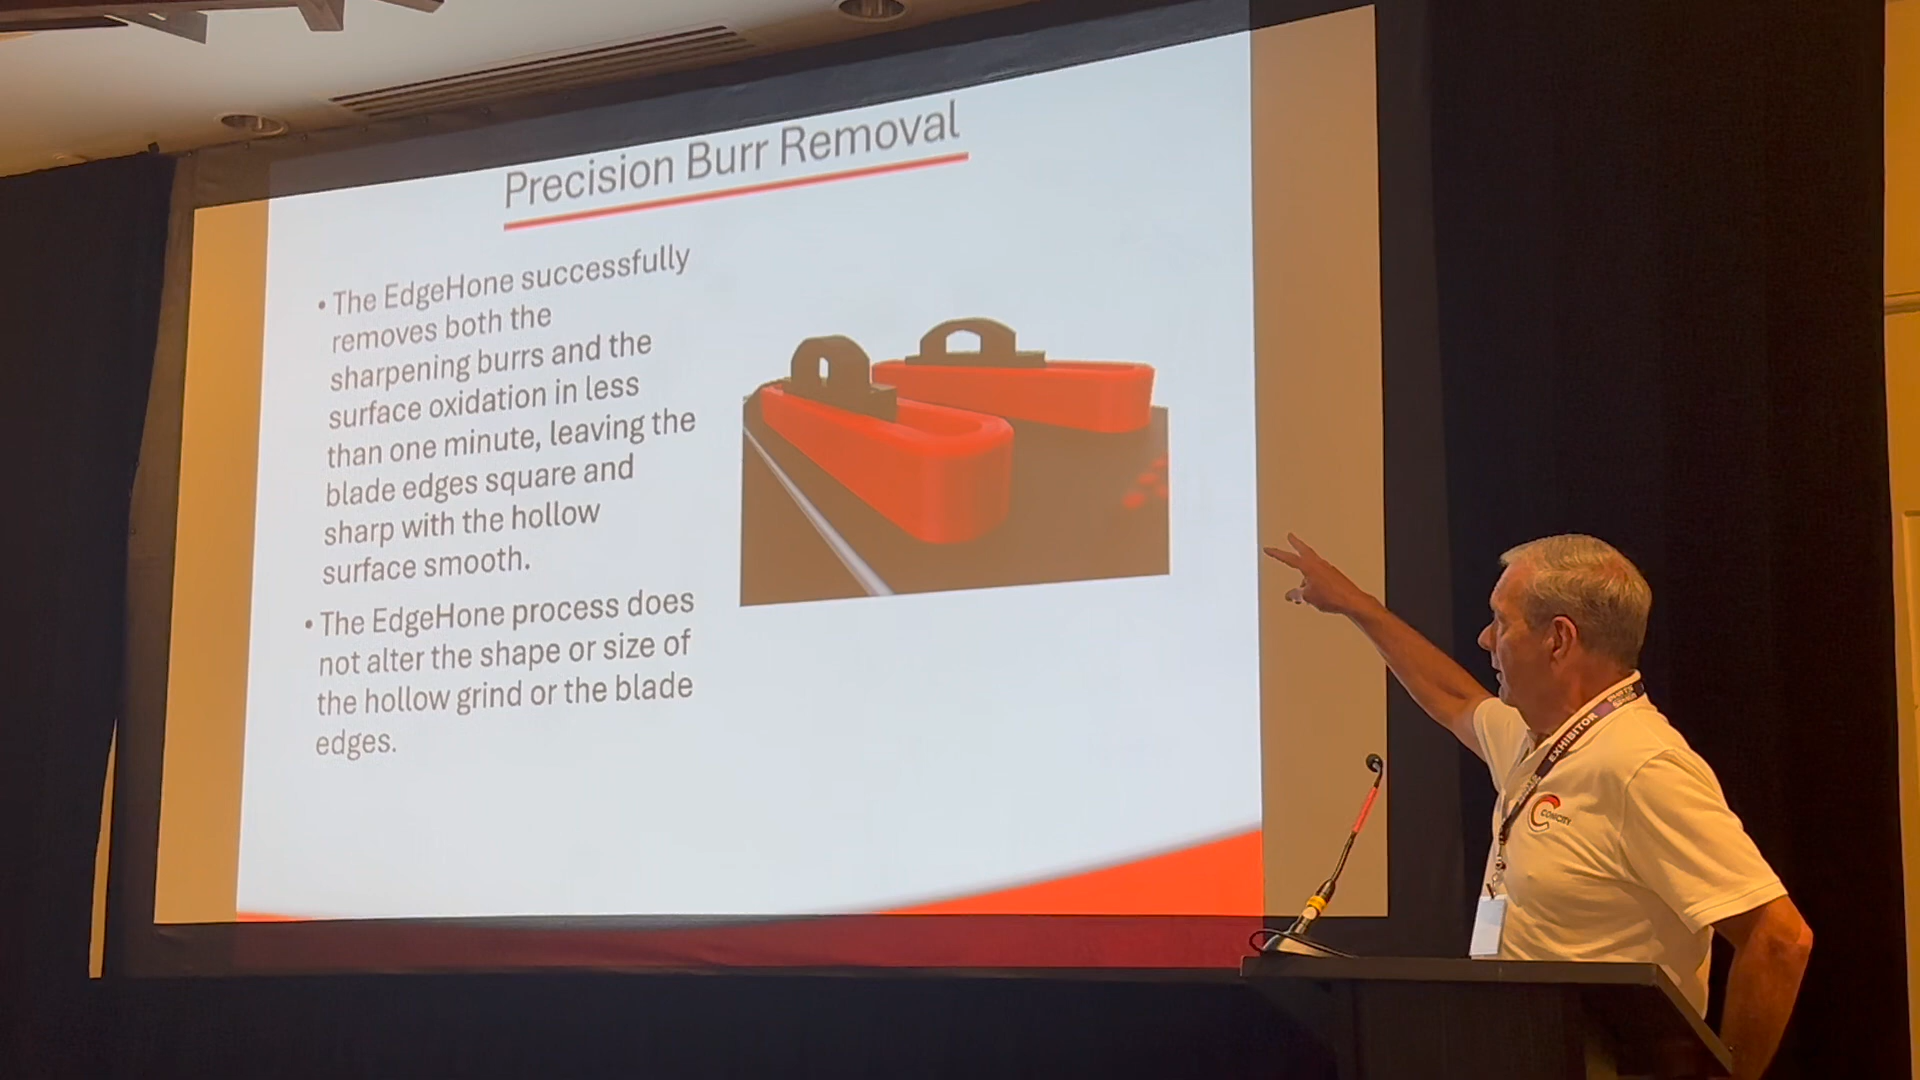 Precision Burr Removal
• The EdgeHone successfully
removes both the
sharpening burrs and the
surface oxidation in less
than one minute, leaving the
blade edges square and
sharp with the hollow
surface smooth.
• The EdgeHone process does
not alter the shape or size of
the hollow grind or the blade
edges.
EXHIBITOR
CONICITY